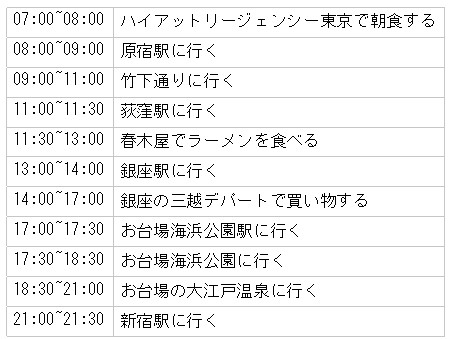 07:00~08:00 ハイアットリージェンシー東京で朝食する
08:00~09:00 原宿駅に行く
09:00~11:00 竹下通りに行く
11:00~11:30 荻窪駅に行く
11:30~13:00 春木屋でラーメンを食べる
13:00~14:00 銀座駅に行く
14:00~17:00 銀座の三越デパートで買い物する
17:00~17:30 お台場海浜公園駅に行く
17:30~18:30 お台場海浜公園に行く
18:30~21:00 お台場の大江戸温泉に行く
21:00~21:30 新宿駅に行く